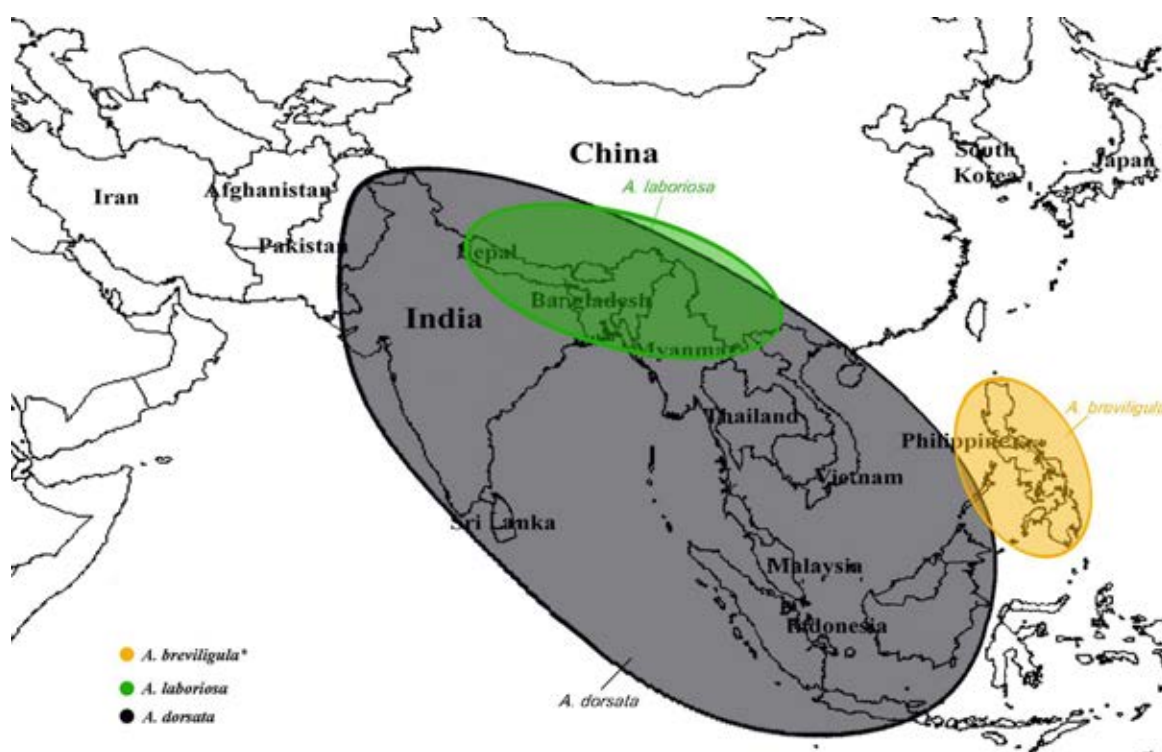 China
South
Korea
Japan
A. laboriosa
Iran
Afghanistan
Pakistan
Nepal
Bangladesh
India
Myanmar
A. breviligula
Thailand
Philippines
Vietnam
Sri Lanka
Malaysia
Indonesia
A. breviligula*
A. laboriosa
A. dorsata
A. dorsata